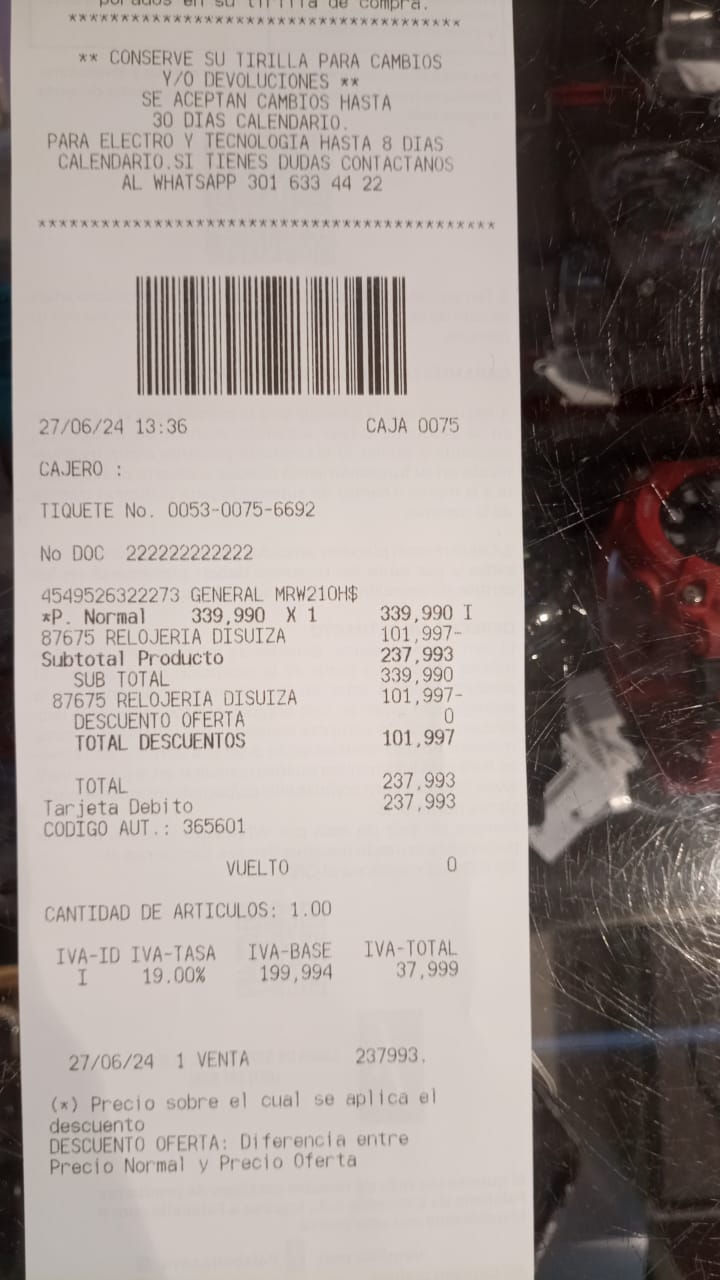 en su tirilla de compra.
**************************************
** CONSERVE SU TIRILLA PARA CAMBIOS
Y/O DEVOLUCIONES **
SE ACEPTAN CAMBIOS HASTA
30 DIAS CALENDARIO.
PARA ELECTRO Y TECNOLOGIA HASTA 8 DIAS
CALENDARIO.SI TIENES DUDAS CONTACTANOS
AL WHATSAPP 301 633 44 22
********************************************
27/06/24 13:36 CAJA 0075
CAJERO :
TIQUETE No. 0053-0075-6692
No DOC 222222222222
4549526322273 GENERAL MRW210H$
*P. Normal 339,990 X 1 339,990 I
87675 RELOJERIA DISUIZA 101,997-
Subtotal Producto 237,993
SUB TOTAL 339,990
87675 RELOJERIA DISUIZA 101,997-
DESCUENTO OFERTA 0
TOTAL DESCUENTOS 101,997
TOTAL 237,993
Tarjeta Debito 237,993
CODIGO AUT.: 365601
VUELTO 0
CANTIDAD DE ARTICULOS: 1.00
IVA-ID IVA-TASA IVA-BASE IVA-TOTAL
I 19.00% 199,994 37,999
27/06/24 1 VENTA 237993.
(*) Precio sobre el cual se aplica el
descuento
DESCUENTO OFERTA: Diferencia entre
Precio Normal y Precio Oferta